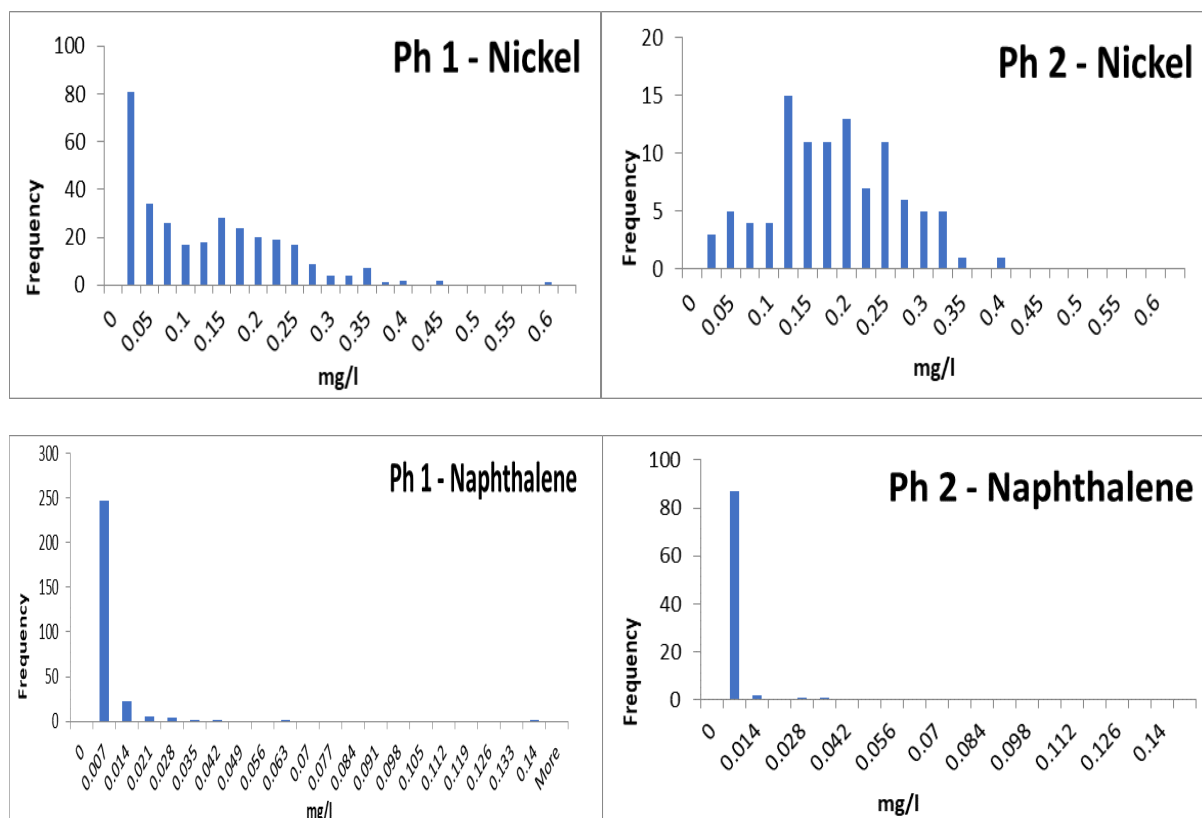 Ph 1 - Nickel
Frequency
100
80
60
40
20
0
0 0.05 0.1 0.15 0.2 0.25 0.3 0.35 0.4 0.45 0.5 0.55 0.6
mg/l
Ph 2 - Nickel
Frequency
20
15
10
5
0
0 0.05 0.1 0.15 0.2 0.25 0.3 0.35 0.4 0.45 0.5 0.55 0.6
mg/l
Ph 1 - Naphthalene
Frequency
300
250
200
150
100
50
0
0 0.007 0.014 0.021 0.028 0.035 0.042 0.049 0.056 0.063 0.07 0.077 0.084 0.091 0.098 0.105 0.112 0.119 0.126 0.133 0.14 More
mg/l
Ph 2 - Naphthalene
Frequency
100
80
60
40
20
0
0 0.014 0.028 0.042 0.056 0.07 0.084 0.098 0.112 0.126 0.14
mg/l